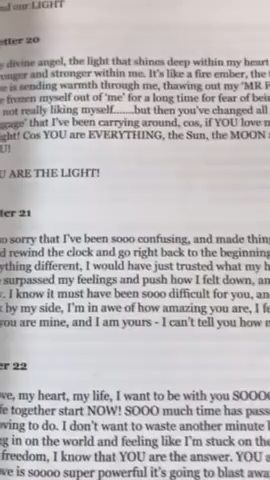 nd our LIGHT
etter 20
divine angel, the light that shines deep within my heart
onger and stronger within me. It's like a fire ember, the
e is sending warmth through me, thawing out my 'MR F
frozen myself out of 'me' for a long time for fear of bein
not really liking myself.......but then you've changed all
gage' that I've been carrying around, cos, if YOU love m
ght! Cos YOU are EVERYTHING, the Sun, the MOON
U!
U ARE THE LIGHT!
ter 21
o sorry that I've been sooo confusing, and made thin
d rewind the clock and go right back to the beginning
ything different, I would have just trusted what my h
surpassed my feelings and push how I felt down, an
. I know it must have been sooo difficult for you, an
by my side, I'm in awe of how amazing you are, I fe
you are mine, and I am yours - I can't tell you how m
er 22
ve, my heart, my life, I want to be with you SOOO
fe together start NOW! SOOO much time has pass
oving to do. I don't want to waste another minute
g in on the world and feeling like I'm stuck on the
freedom, I know that YOU are the answer. YOU a
ve is soooo super powerful it's going to blast awa